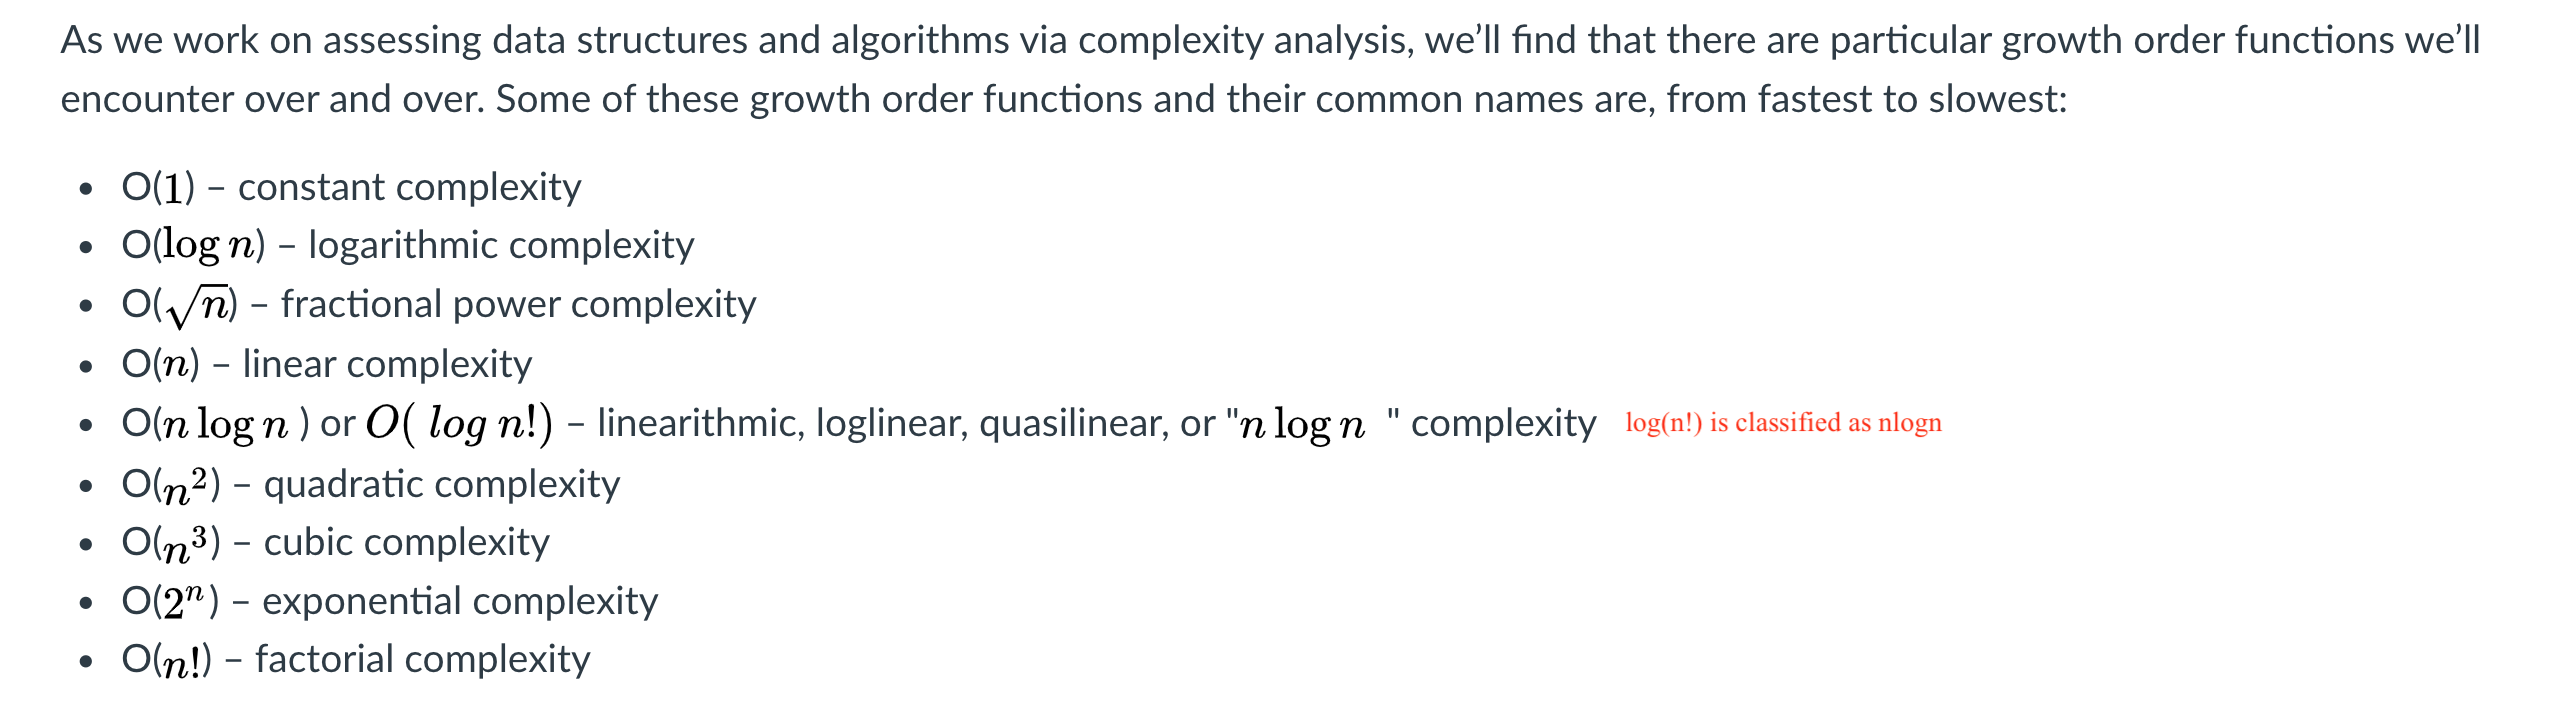 As we work on assessing data structures and algorithms via complexity analysis, we’ll find that there are particular growth order functions we’ll
encounter over and over. Some of these growth order functions and their common names are, from fastest to slowest:
• O(1) – constant complexity
• O(log n) – logarithmic complexity
• O(√n) – fractional power complexity
• O(n) – linear complexity
• O(n log n ) or O( log n!) – linearithmic, loglinear, quasilinear, or "n log n " complexity log(n!) is classified as nlogn
• O(n²) – quadratic complexity
• O(n³) – cubic complexity
• O(2ⁿ) – exponential complexity
• O(n!) – factorial complexity